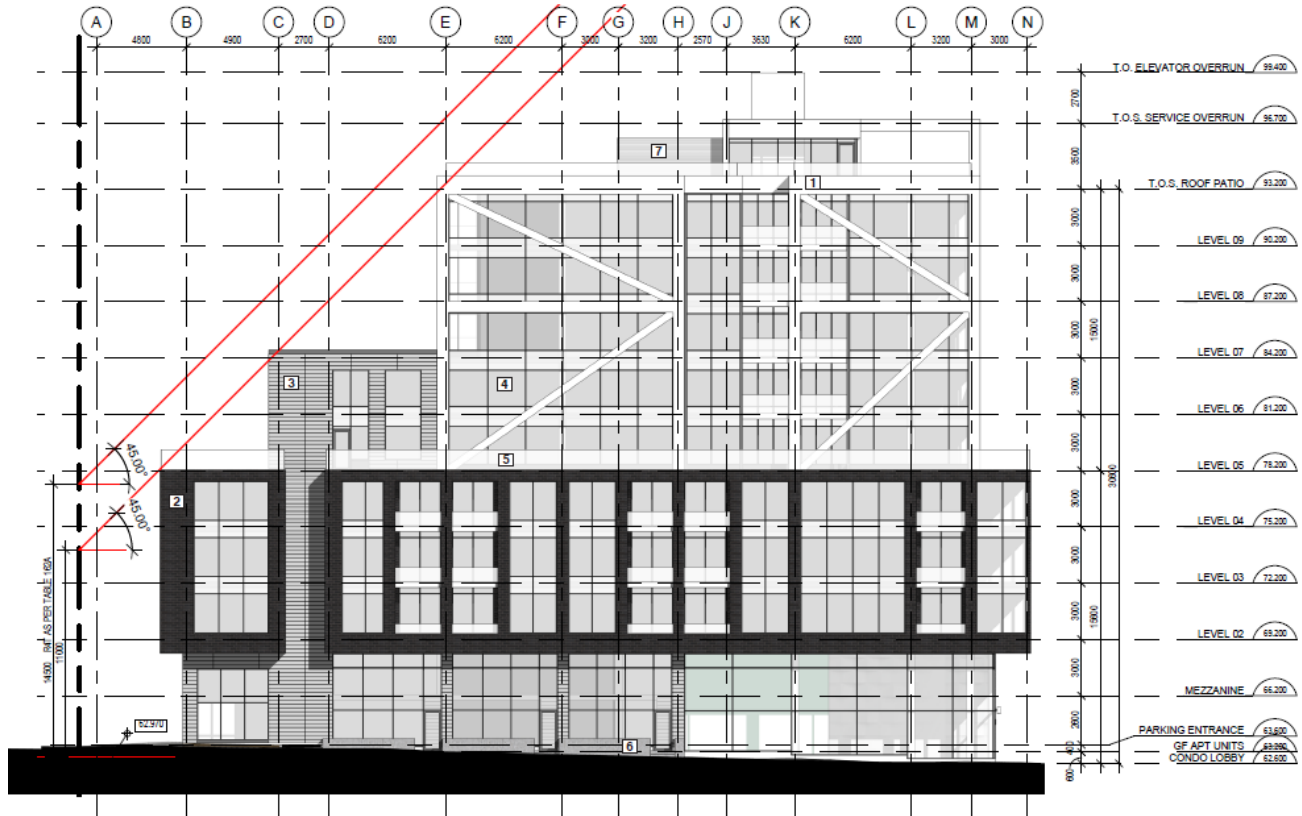 A B C D E F G H J K L M N
4800 4900 2700 6200 6200 3000 3200 2570 3630 6200 3200 3000
T.O. ELEVATOR OVERRUN 99.400
2700
T.O.S. SERVICE OVERRUN 96.700
3500
7
T.O.S. ROOF PATIO 93.200
1
3000
LEVEL 09 90.200
3000
LEVEL 08 87.200
3000
15000
LEVEL 07 84.200
3
4
3000
LEVEL 06 81.200
3000
45.00°
5
LEVEL 05 78.200
30600
2
45.00°
3000
LEVEL 04 75.200
3000
LEVEL 03 72.200
3000
15600
LEVEL 02 69.200
14500 R4T AS PER TABLE 162A
11000
3000
MEZZANINE 66.200
2600
62.970
6
PARKING ENTRANCE 63.600
400
GF APT UNITS 63.200
CONDO LOBBY 62.600
600